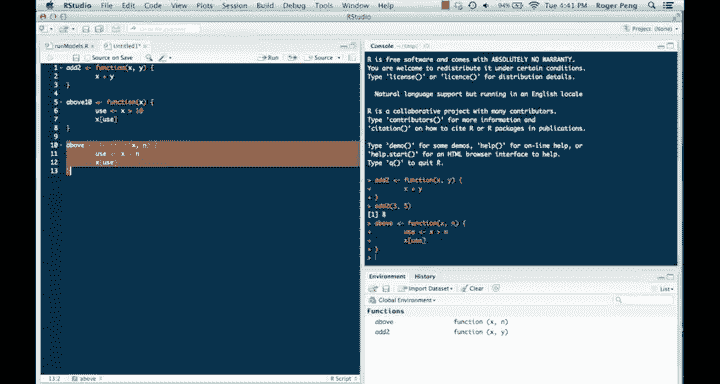 RStudio File Edit Code View Plots Session Build Debug Tools Window Help
94% Tue 4:41 PM Roger Peng
RStudio
Project: (None)
runModels.R × Untitled1* ×
Source on Save Run Source
1 add2 <- function(x, y) {
2 x + y
3 }
4
5 above10 <- function(x) {
6 use <- x > 10
7 x[use]
8 }
9
10 above
11 use <- x > n
12 x[use]
13 }
13:2 above R Script
Console
R is free software and comes with ABSOLUTELY NO WARRANTY.
You are welcome to redistribute it under certain conditions.
Type 'license()' or 'licence()' for distribution details.
Natural language support but running in an English locale
R is a collaborative project with many contributors.
Type 'contributors()' for more information and
'citation()' on how to cite R or R packages in publications.
Type 'demo()' for some demos, 'help()' for on-line help, or
'help.start()' for an HTML browser interface to help.
Type 'q()' to quit R.
> add2 <- function(x, y) {
+ x + y
+ }
> add2(3, 5)
[1] 8
> above <- function(x, n) {
+ use <- x > n
+ x[use]
+ }
>
Environment History
Import Dataset Clear List
Global Environment
Functions
above function (x, n)
add2 function (x, y)